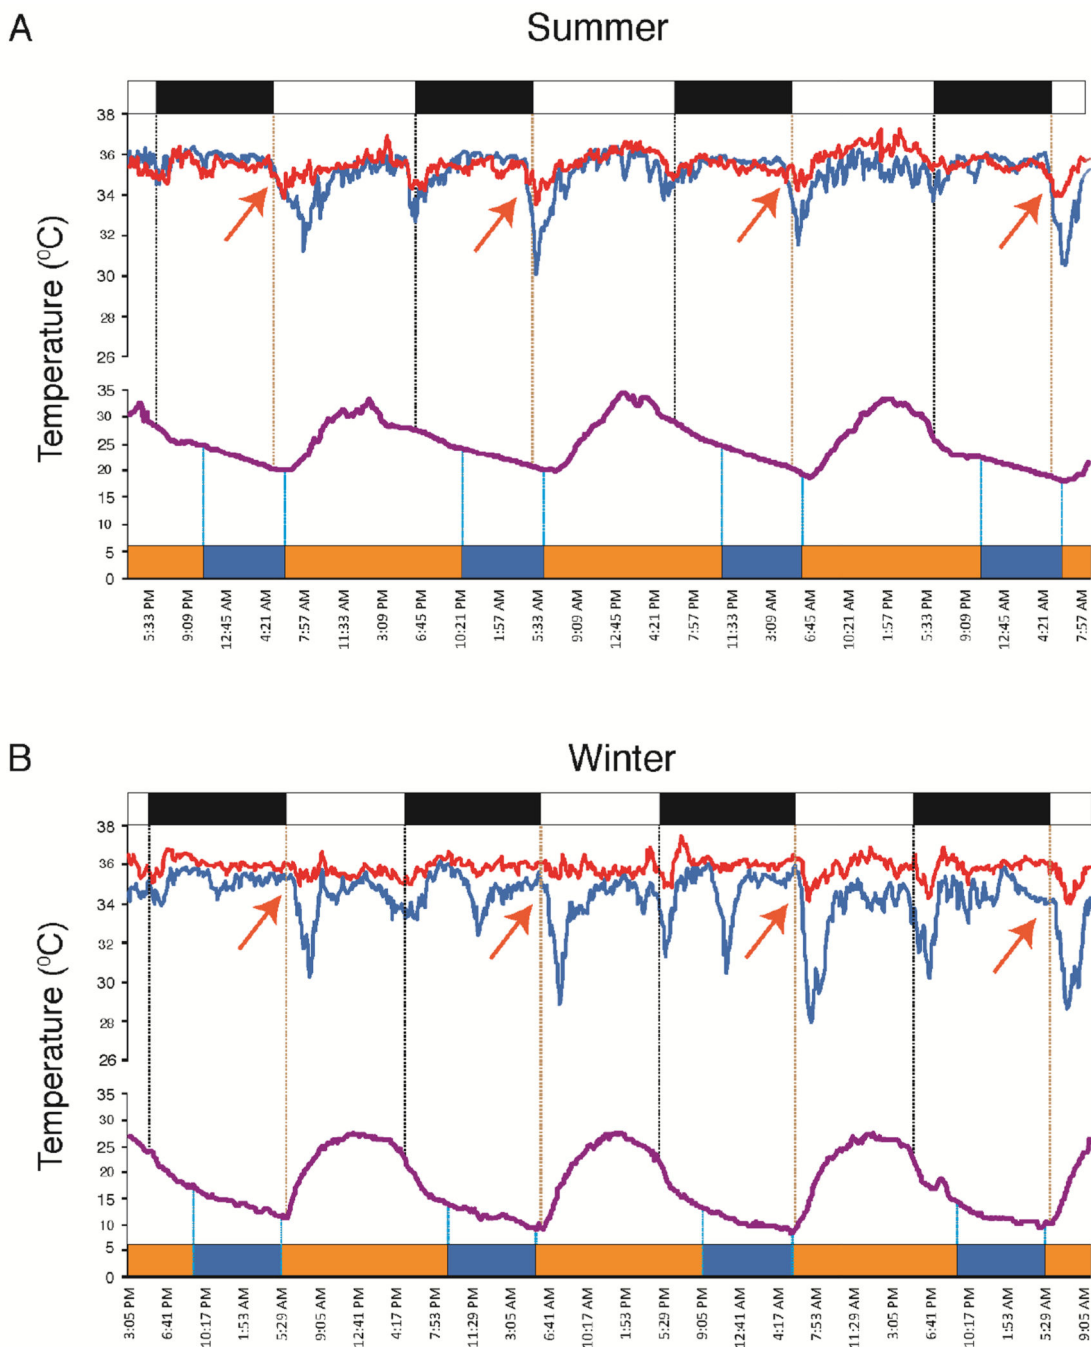 A
Summer
38
36
34
32
30
28
26
35
30
25
20
15
10
5
0
Temperature (⁰C)
5:33 PM
9:09 PM
12:45 AM
4:21 AM
7:57 AM
11:33 AM
3:09 PM
6:45 PM
10:21 PM
1:57 AM
5:33 AM
9:09 AM
12:45 PM
4:21 PM
7:57 PM
11:33 PM
3:09 AM
6:45 AM
10:21 AM
1:57 PM
5:33 PM
9:09 PM
12:45 AM
4:21 AM
7:57 AM
B
Winter
38
36
34
32
30
28
26
35
30
25
20
15
10
5
0
Temperature (⁰C)
3:05 PM
6:41 PM
10:17 PM
1:53 AM
5:29 AM
9:05 AM
12:41 PM
4:17 PM
7:53 PM
11:29 PM
3:05 AM
6:41 AM
10:17 AM
1:53 PM
5:29 PM
9:05 PM
12:41 AM
4:17 AM
7:53 AM
11:29 AM
3:05 PM
6:41 PM
10:17 PM
1:53 AM
5:29 AM
9:05 AM